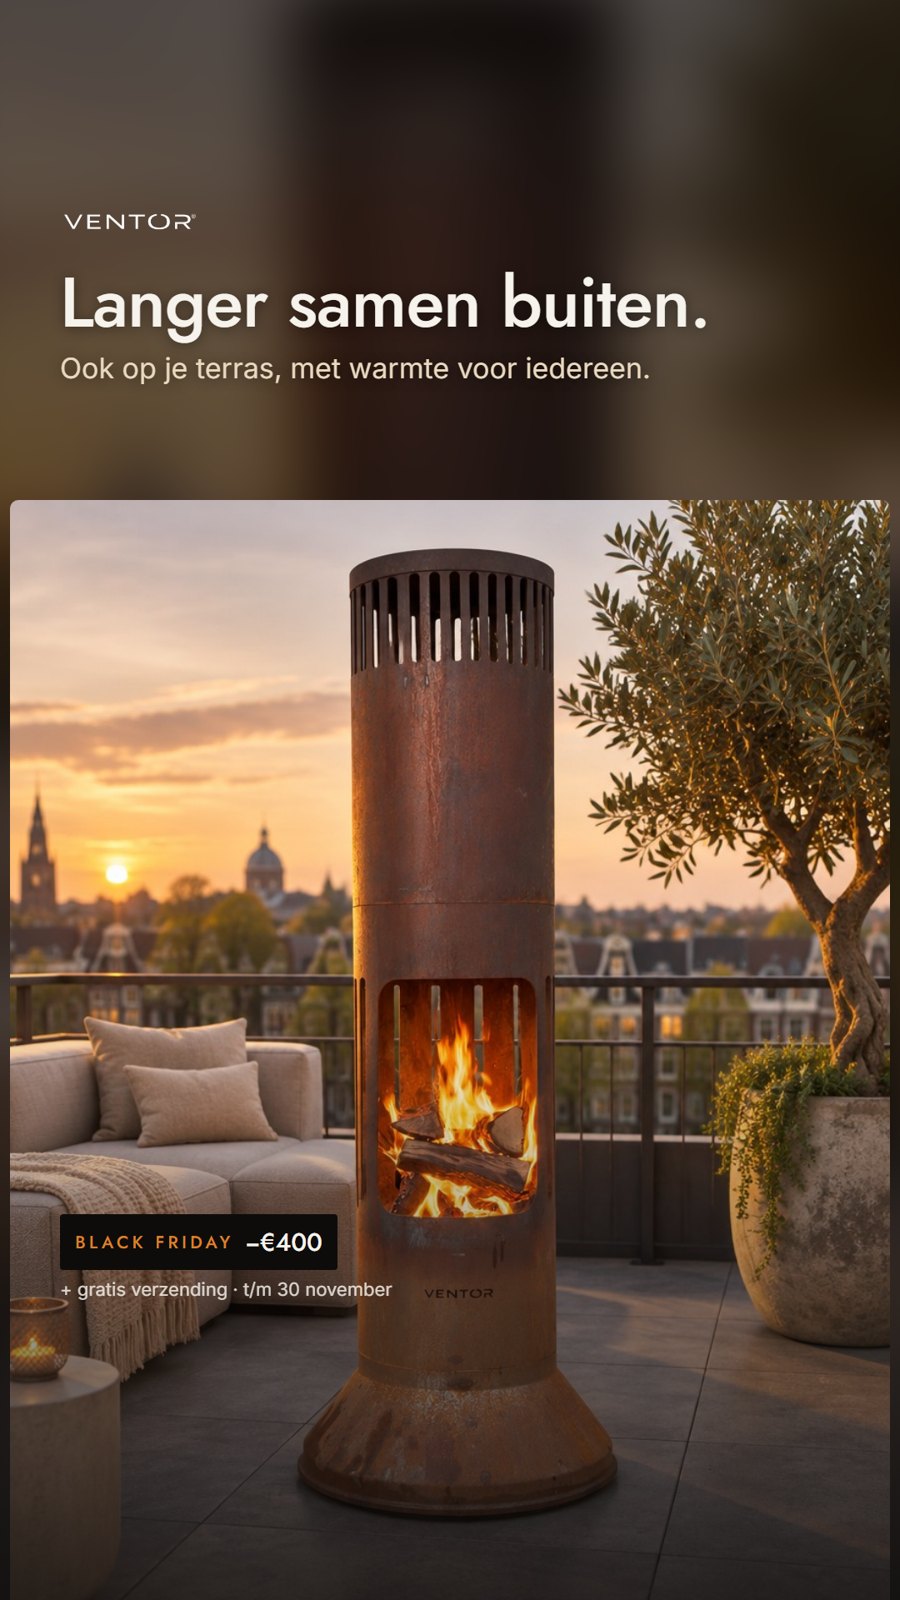 VENTOR®
Langer samen buiten.
Ook op je terras, met warmte voor iedereen.
BLACK FRIDAY –€400
+ gratis verzending · t/m 30 november
VENTOR